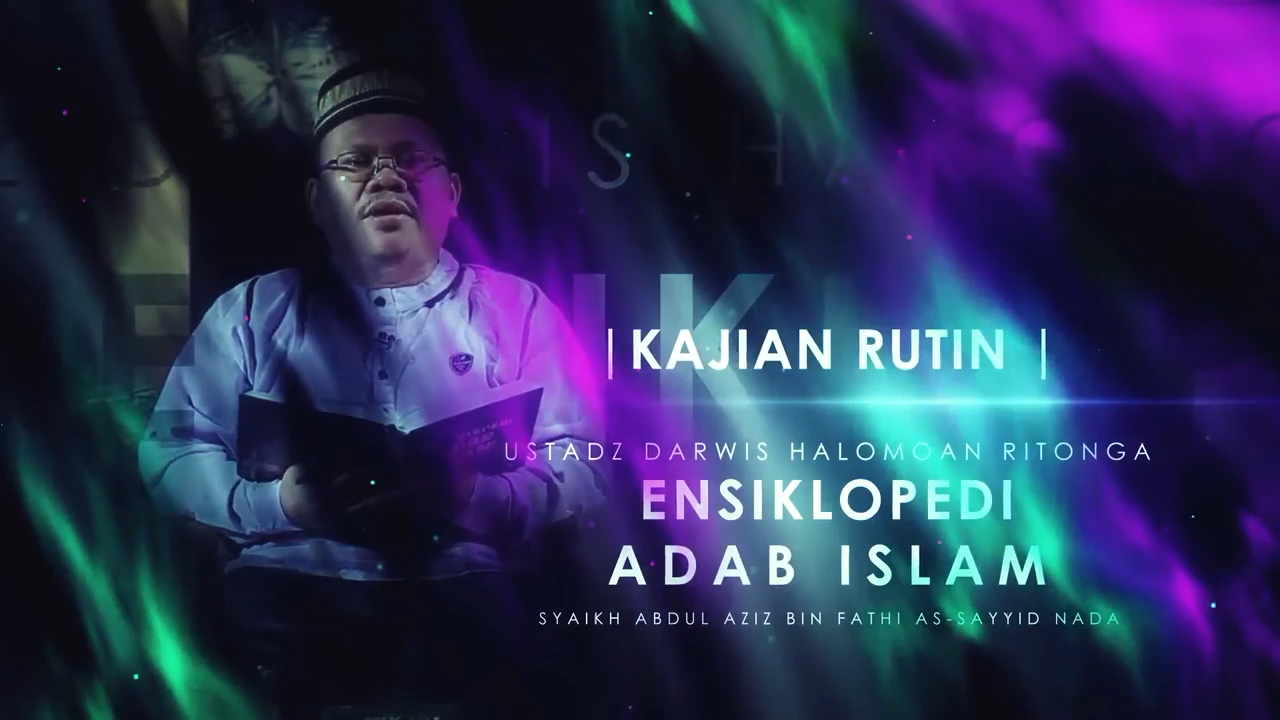 | KAJIAN RUTIN |
USTADZ DARWIS HALOMOAN RITONGA
ENSIKLOPEDI
ADAB ISLAM
SYAIKH ABDUL AZIZ BIN FATHI AS-SAYYID NADA